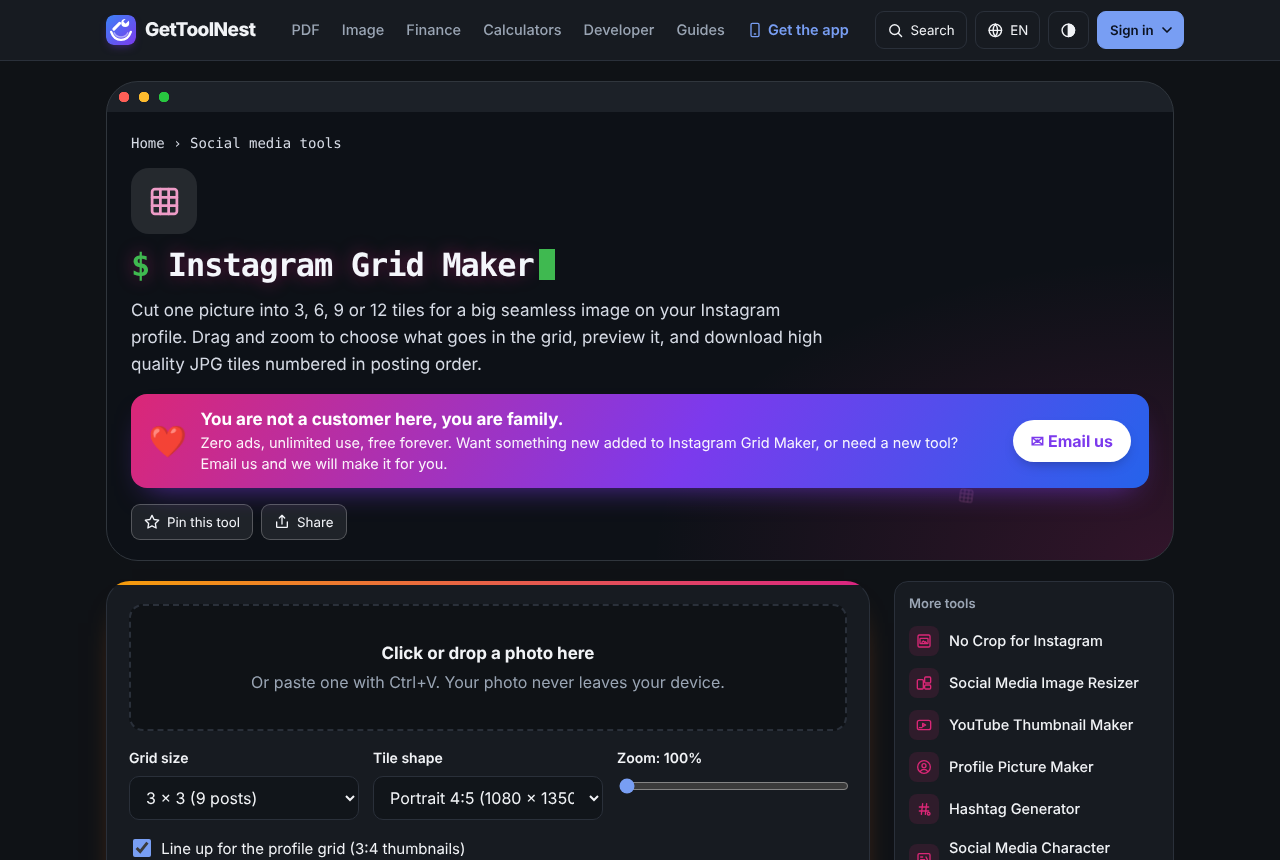 GetToolNest PDF Image Finance Calculators Developer Guides Get the app Search EN Sign in
Home › Social media tools
$ Instagram Grid Maker
Cut one picture into 3, 6, 9 or 12 tiles for a big seamless image on your Instagram
profile. Drag and zoom to choose what goes in the grid, preview it, and download high
quality JPG tiles numbered in posting order.
You are not a customer here, you are family.
Zero ads, unlimited use, free forever. Want something new added to Instagram Grid Maker, or need a new tool?
Email us and we will make it for you.
✉ Email us
Pin this tool Share
Click or drop a photo here
Or paste one with Ctrl+V. Your photo never leaves your device.
Grid size Tile shape Zoom: 100%
3 × 3 (9 posts) Portrait 4:5 (1080 × 1350
Line up for the profile grid (3:4 thumbnails)
More tools
No Crop for Instagram
Social Media Image Resizer
YouTube Thumbnail Maker
Profile Picture Maker
Hashtag Generator
Social Media Character